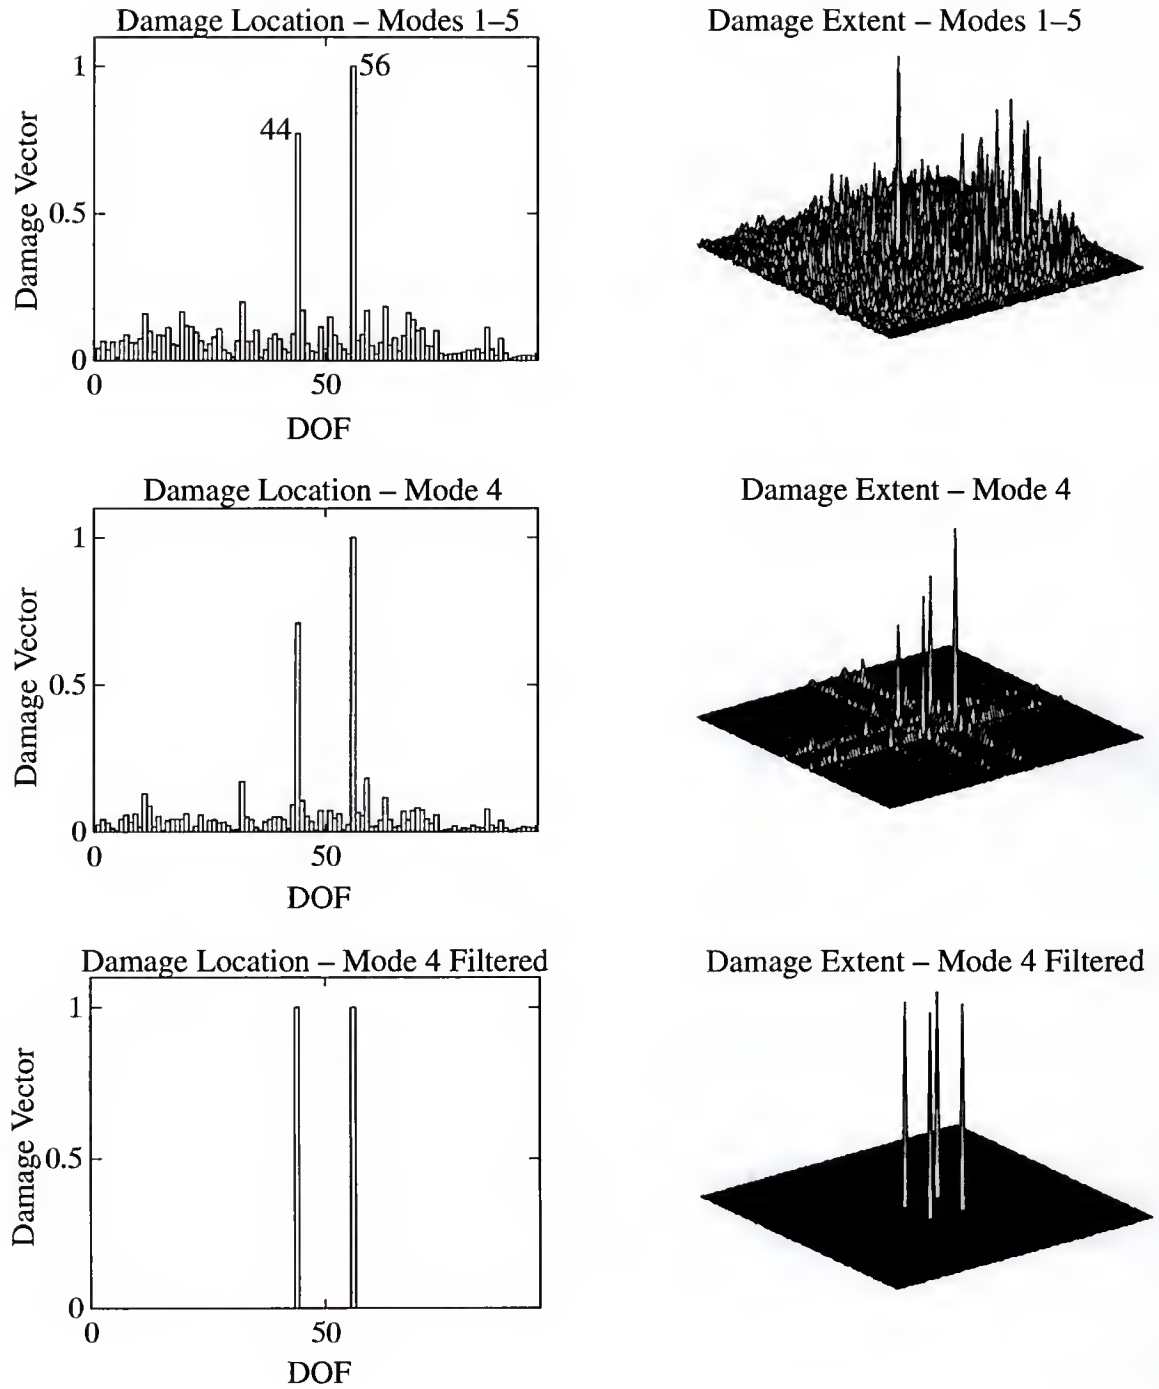 Damage Location – Modes 1–5
Damage Extent – Modes 1–5
1
56
44
Damage Vector
0.5
0
0
50
DOF
Damage Location – Mode 4
Damage Extent – Mode 4
1
Damage Vector
0.5
0
0
50
DOF
Damage Location – Mode 4 Filtered
Damage Extent – Mode 4 Filtered
1
Damage Vector
0.5
0
0
50
DOF